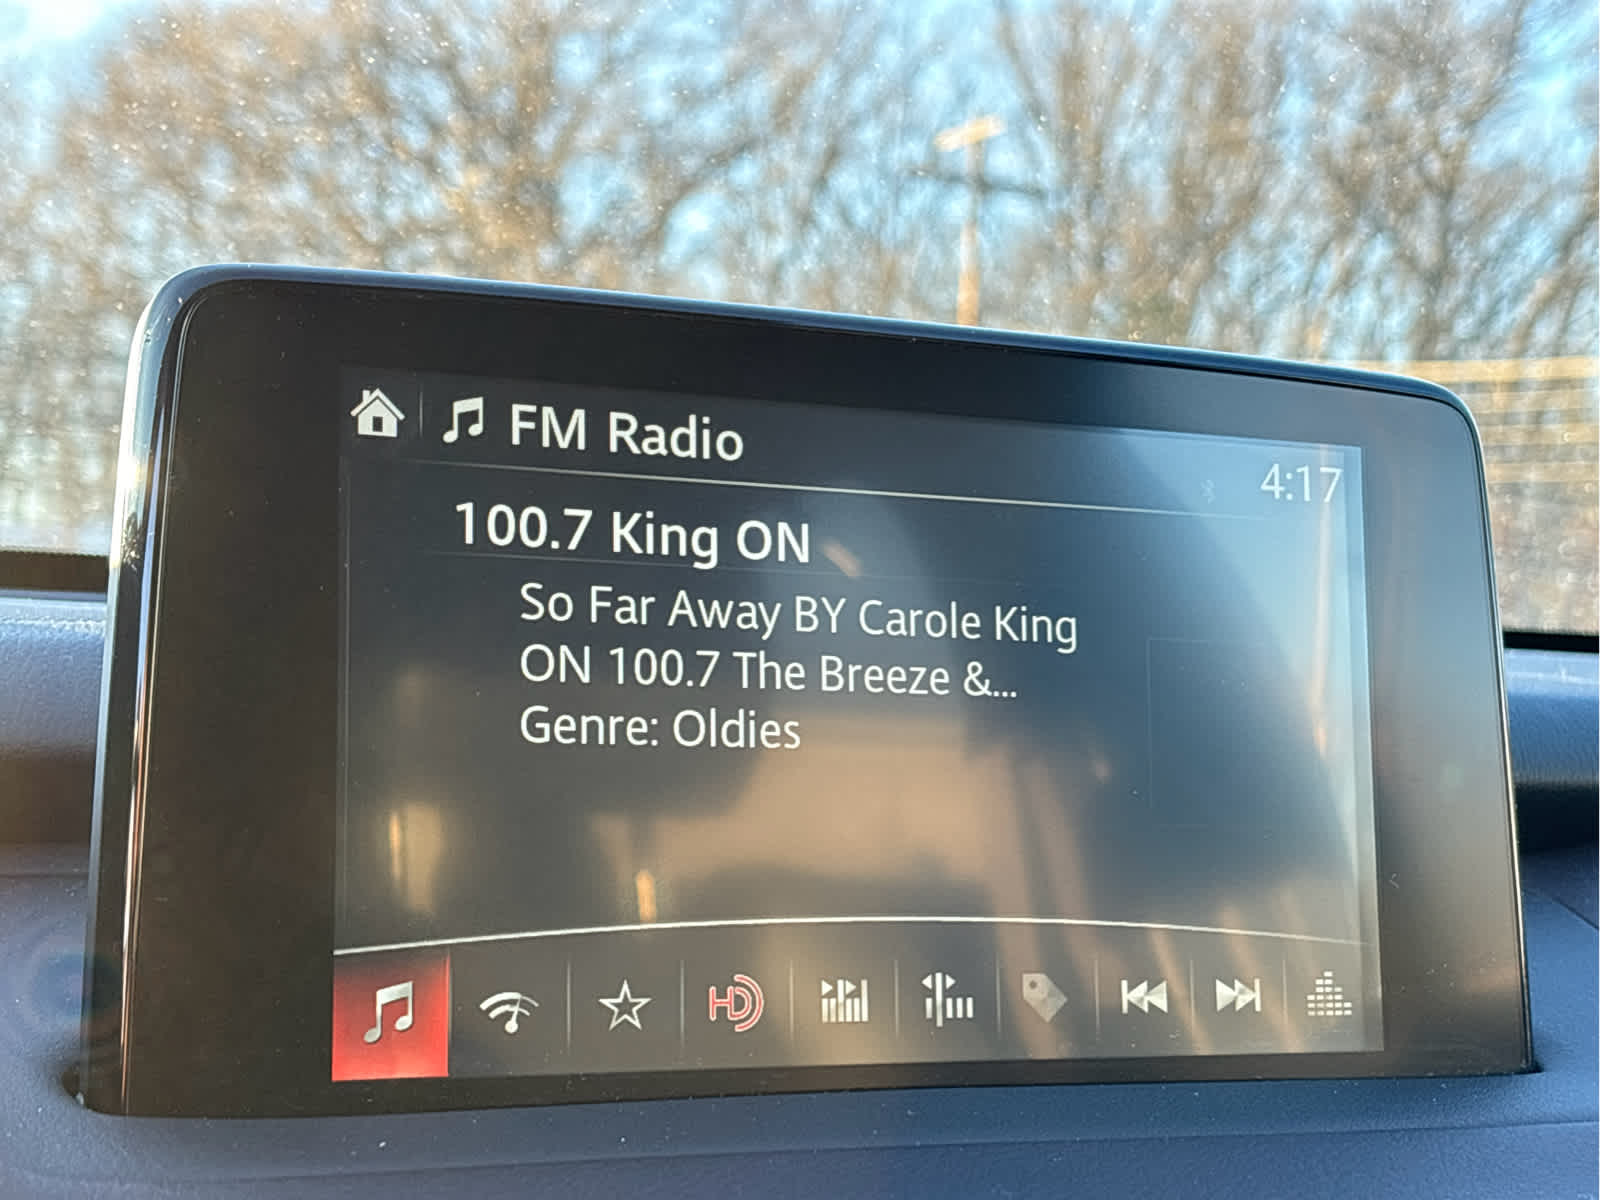 FM Radio
4:17
100.7 King ON
So Far Away BY Carole King
ON 100.7 The Breeze &...
Genre: Oldies
HD